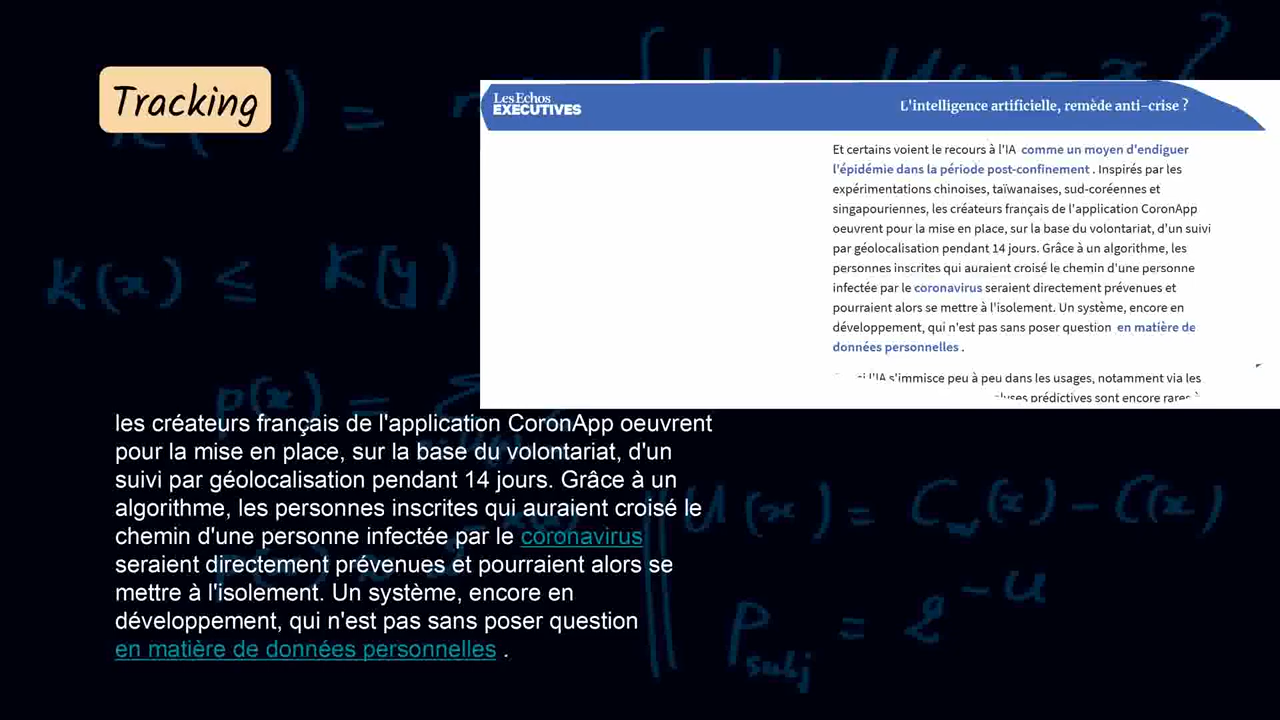 Tracking
Les Echos
EXECUTIVES
L'intelligence artificielle, remède anti-crise ?
Et certains voient le recours à l'IA comme un moyen d'endiguer
l'épidémie dans la période post-confinement . Inspirés par les
expérimentations chinoises, taïwanaises, sud-coréennes et
singapouriennes, les créateurs français de l'application CoronApp
oeuvrent pour la mise en place, sur la base du volontariat, d'un suivi
par géolocalisation pendant 14 jours. Grâce à un algorithme, les
personnes inscrites qui auraient croisé le chemin d'une personne
infectée par le coronavirus seraient directement prévenues et
pourraient alors se mettre à l'isolement. Un système, encore en
développement, qui n'est pas sans poser question en matière de
données personnelles .
l'IA s'immisce peu à peu dans les usages, notamment via les
prédictives sont encore rares à
K(x) ≤ K(y)
p(x) =
les créateurs français de l'application CoronApp oeuvrent
pour la mise en place, sur la base du volontariat, d'un
suivi par géolocalisation pendant 14 jours. Grâce à un
algorithme, les personnes inscrites qui auraient croisé le
chemin d'une personne infectée par le coronavirus
seraient directement prévenues et pourraient alors se
mettre à l'isolement. Un système, encore en
développement, qui n'est pas sans poser question
en matière de données personnelles .
U(x) = C (x) - C(x)
P subj = 2 -u